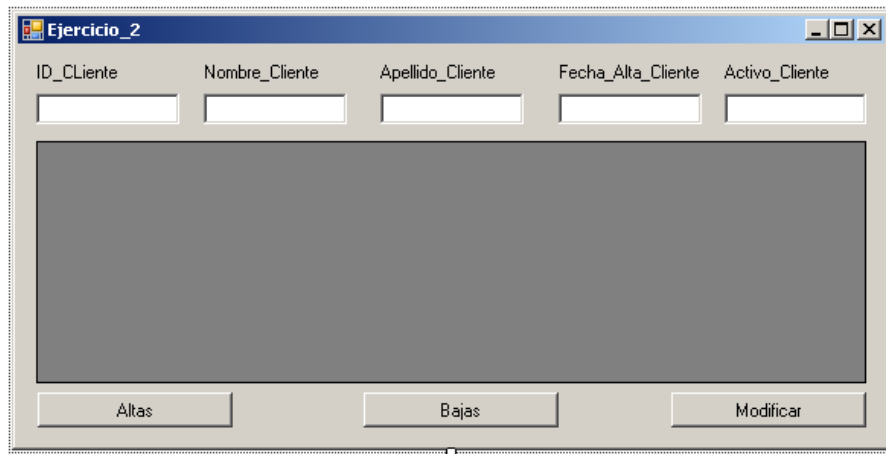 Ejercicio_2
ID_CLiente Nombre_Cliente Apellido_Cliente Fecha_Alta_Cliente Activo_Cliente
Altas Bajas Modificar